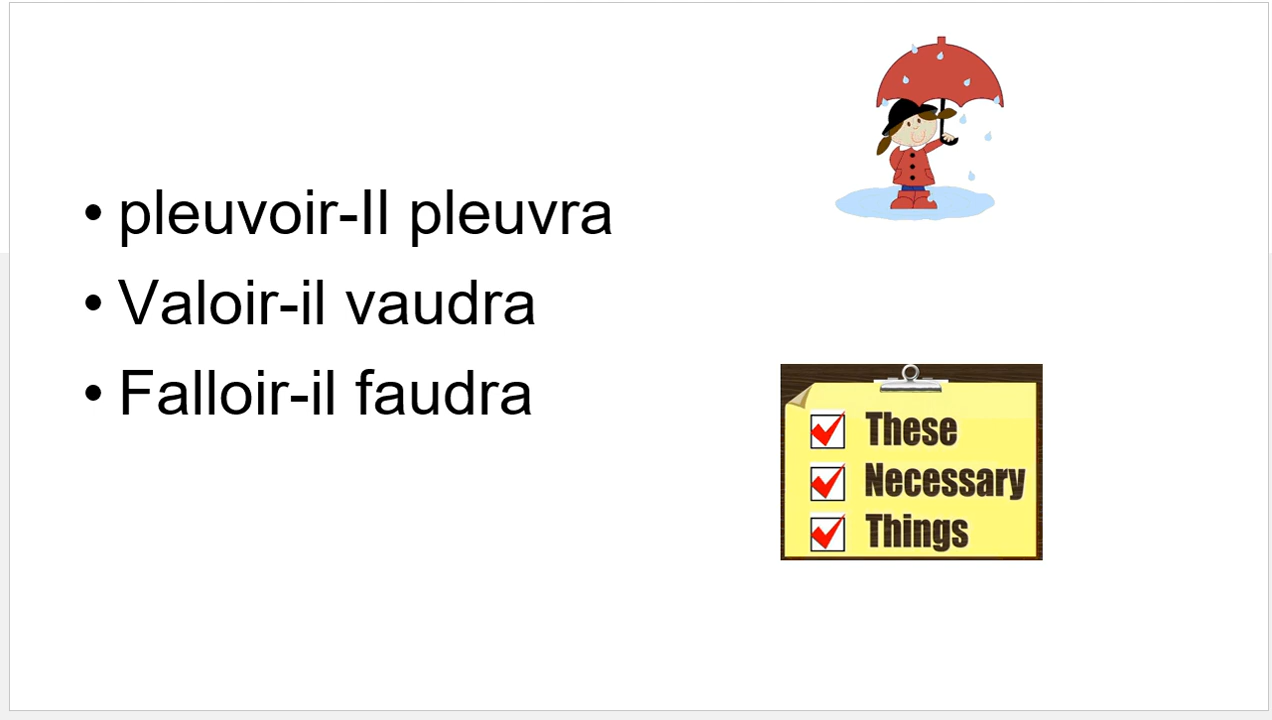 • pleuvoir-Il pleuvra
• Valoir-il vaudra
• Falloir-il faudra
These
Necessary
Things